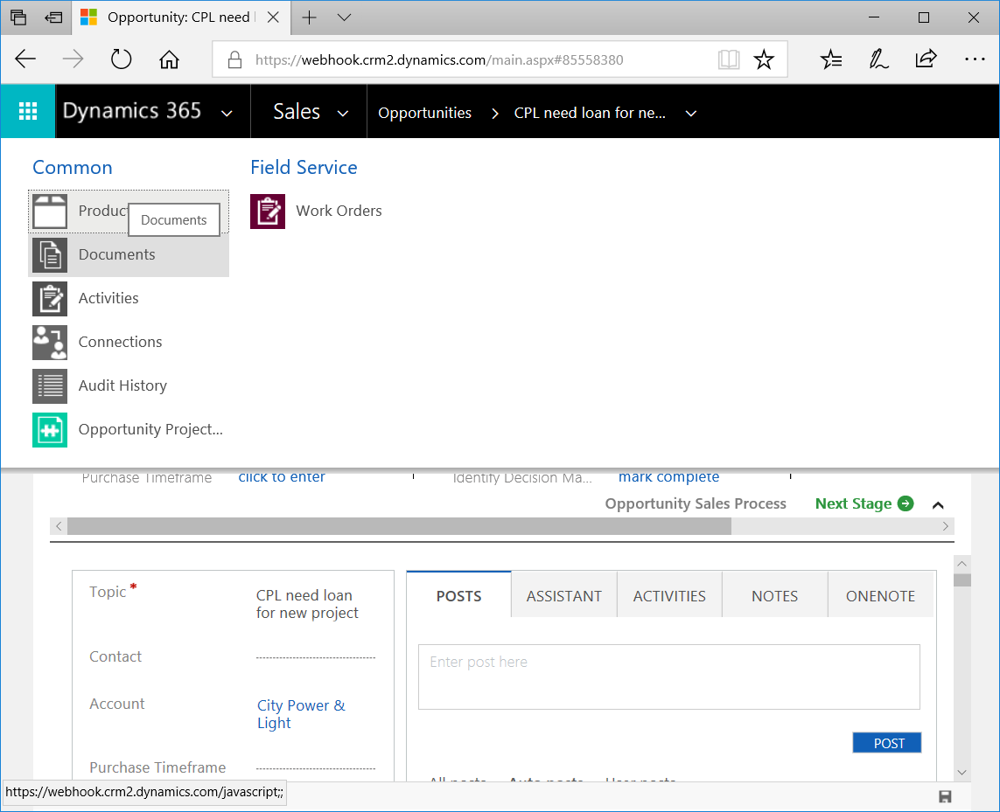 Opportunity: CPL need
https://webhook.crm2.dynamics.com/main.aspx#85558380
Dynamics 365
Sales
Opportunities
CPL need loan for ne...
Common
Field Service
Work Orders
Documents
Documents
Activities
Connections
Audit History
Opportunity Project...
Purchase Timeframe
click to enter
Identify Decision Ma...
mark complete
Opportunity Sales Process
Next Stage
Topic *
CPL need loan
for new project
Contact
Account
City Power &
Light
Purchase Timeframe
POSTS
ASSISTANT
ACTIVITIES
NOTES
ONENOTE
Enter post here
POST
All posts
Auto posts
User posts
https://webhook.crm2.dynamics.com/javascript;;